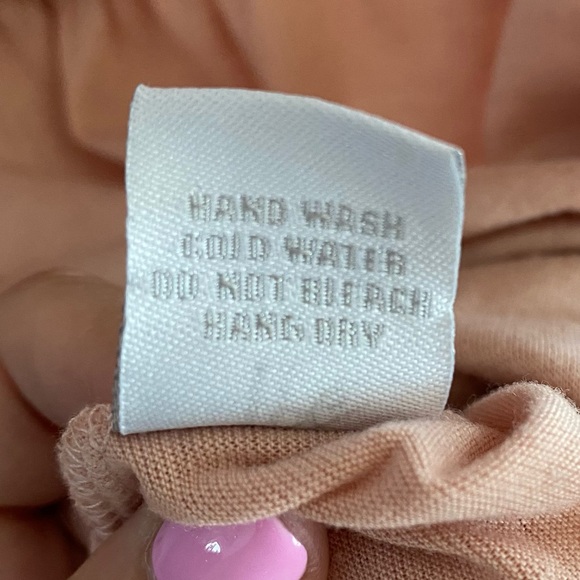 HAND WASH
COLD WATER
DO NOT BLEACH
HANG DRY